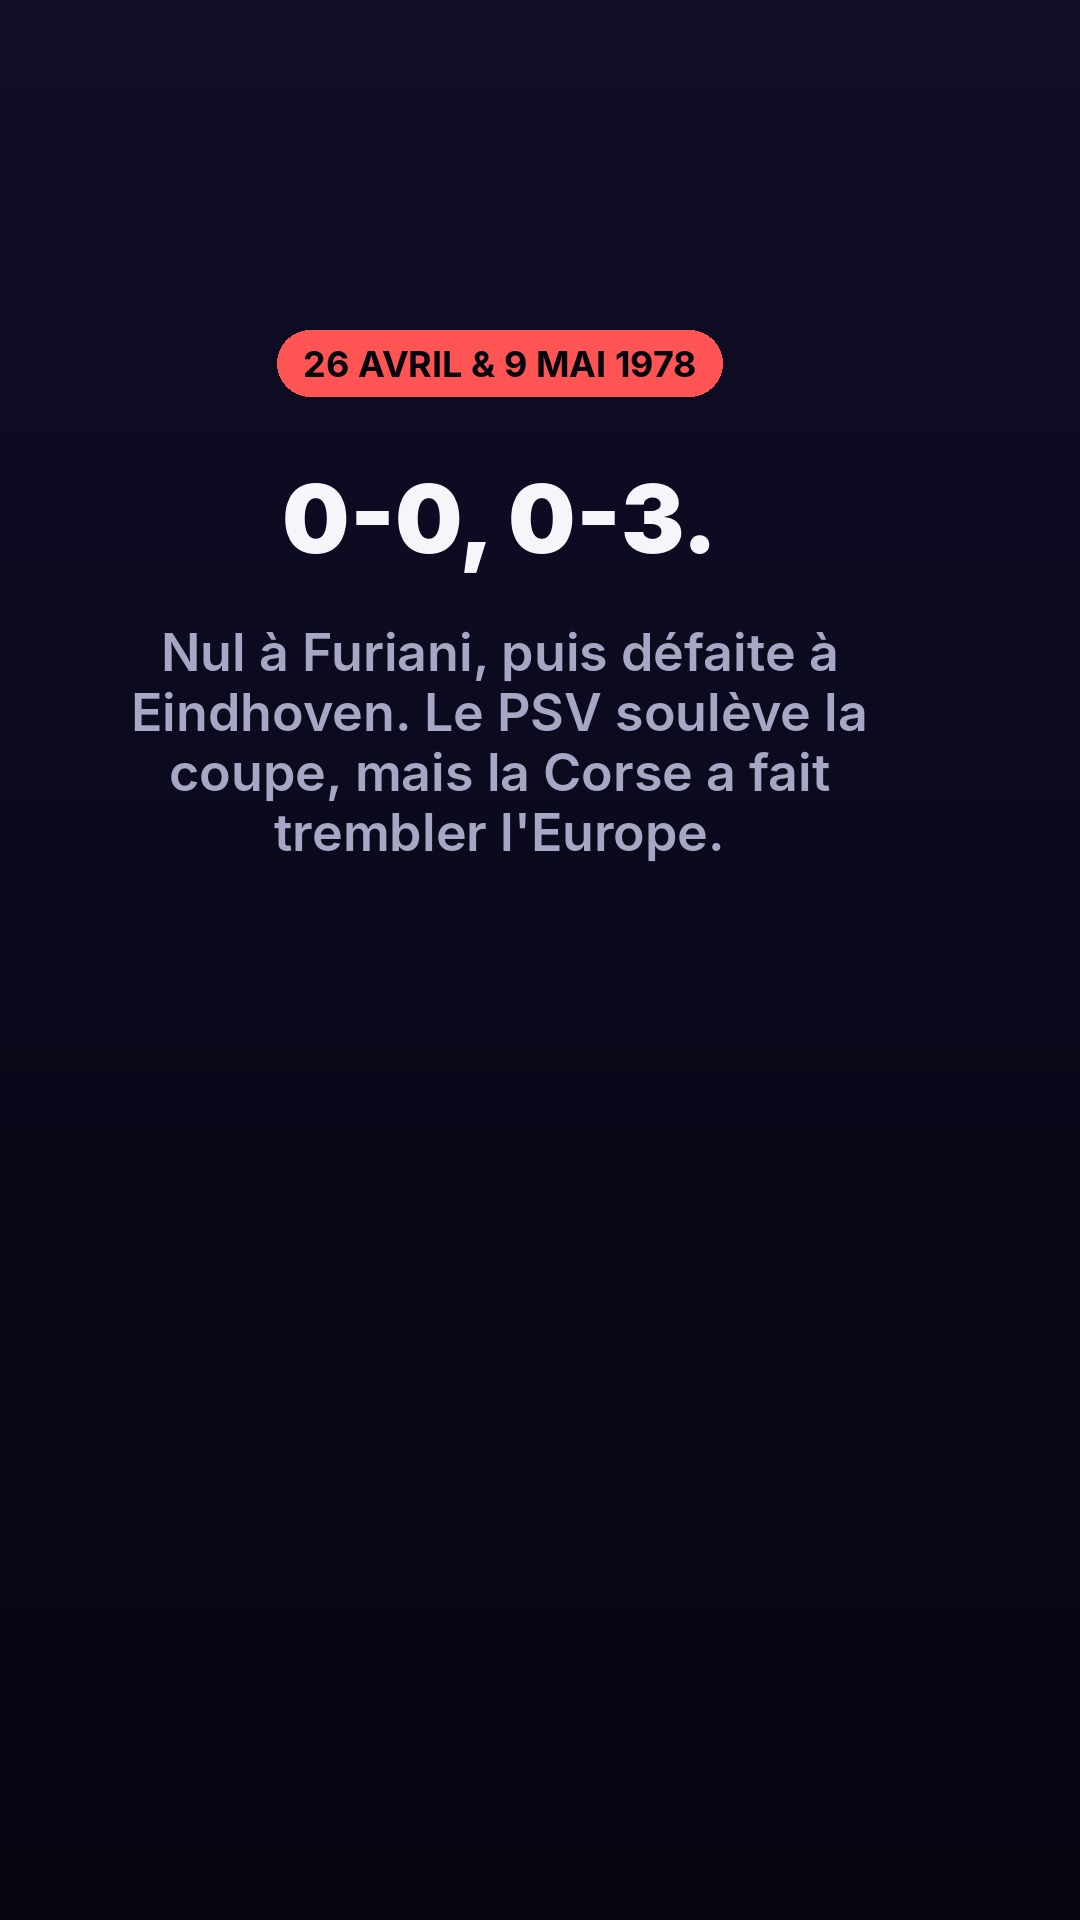 26 AVRIL & 9 MAI 1978
0-0, 0-3.
Nul à Furiani, puis défaite à
Eindhoven. Le PSV soulève la
coupe, mais la Corse a fait
trembler l'Europe.